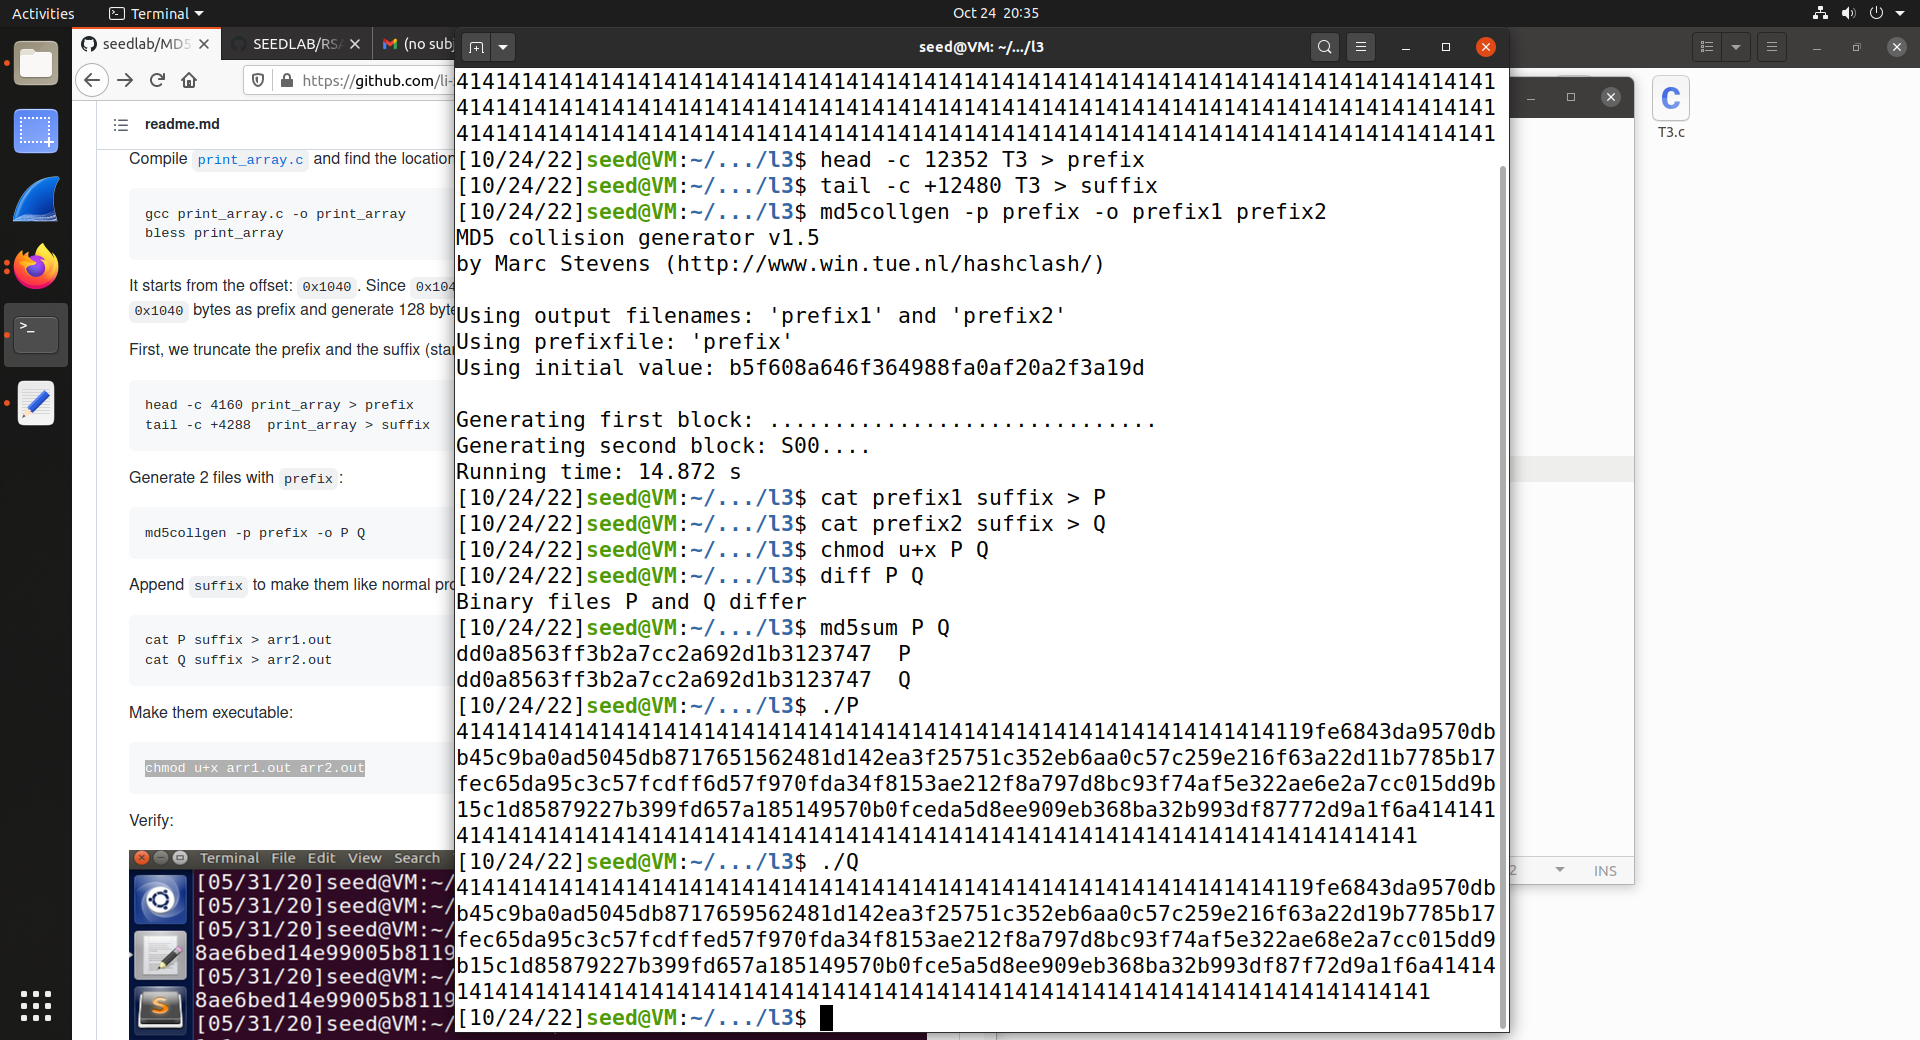 Activities
Terminal
Oct 24 20:35
seedlab/MD5
SEEDLAB/RSA
(no subj
https://github.com/li-
readme.md
Compile print_array.c and find the location
gcc print_array.c -o print_array
bless print_array
It starts from the offset: 0x1040. Since 0x104
0x1040 bytes as prefix and generate 128 byte
First, we truncate the prefix and the suffix (star
head -c 4160 print_array > prefix
tail -c +4288  print_array > suffix
Generate 2 files with prefix:
md5collgen -p prefix -o P Q
Append suffix to make them like normal pro
cat P suffix > arr1.out
cat Q suffix > arr2.out
Make them executable:
chmod u+x arr1.out arr2.out
Verify:
Terminal File Edit View Search
[05/31/20]seed@VM:~/
[05/31/20]seed@VM:~/
[05/31/20]seed@VM:~/
8ae6bed14e99005b8119
[05/31/20]seed@VM:~/
8ae6bed14e99005b8119
[05/31/20]seed@VM:~/
seed@VM: ~/.../l3
41414141414141414141414141414141414141414141414141414141414141414141414141414141
41414141414141414141414141414141414141414141414141414141414141414141414141414141
41414141414141414141414141414141414141414141414141414141414141414141414141414141
[10/24/22]seed@VM:~/.../l3$ head -c 12352 T3 > prefix
[10/24/22]seed@VM:~/.../l3$ tail -c +12480 T3 > suffix
[10/24/22]seed@VM:~/.../l3$ md5collgen -p prefix -o prefix1 prefix2
MD5 collision generator v1.5
by Marc Stevens (http://www.win.tue.nl/hashclash/)
Using output filenames: 'prefix1' and 'prefix2'
Using prefixfile: 'prefix'
Using initial value: b5f608a646f364988fa0af20a2f3a19d
Generating first block: ..............................
Generating second block: S00....
Running time: 14.872 s
[10/24/22]seed@VM:~/.../l3$ cat prefix1 suffix > P
[10/24/22]seed@VM:~/.../l3$ cat prefix2 suffix > Q
[10/24/22]seed@VM:~/.../l3$ chmod u+x P Q
[10/24/22]seed@VM:~/.../l3$ diff P Q
Binary files P and Q differ
[10/24/22]seed@VM:~/.../l3$ md5sum P Q
dd0a8563ff3b2a7cc2a692d1b3123747  P
dd0a8563ff3b2a7cc2a692d1b3123747  Q
[10/24/22]seed@VM:~/.../l3$ ./P
4141414141414141414141414141414141414141414141414141414141414141419fe6843da9570db
b45c9ba0ad5045db8717651562481d142ea3f25751c352eb6aa0c57c259e216f63a22d11b7785b17
fec65da95c3c57fcdff6d57f970fda34f8153ae212f8a797d8bc93f74af5e322ae6e2a7cc015dd9b
15c1d85879227b399fd657a185149570b0fceda5d8ee909eb368ba32b993df87772d9a1f6a414141
41414141414141414141414141414141414141414141414141414141414141414141414141
[10/24/22]seed@VM:~/.../l3$ ./Q
4141414141414141414141414141414141414141414141414141414141414141419fe6843da9570db
b45c9ba0ad5045db8717659562481d142ea3f25751c352eb6aa0c57c259e216f63a22d19b7785b17
fec65da95c3c57fcdffed57f970fda34f8153ae212f8a797d8bc93f74af5e322ae68e2a7cc015dd9
b15c1d85879227b399fd657a185149570b0fce5a5d8ee909eb368ba32b993df87f72d9a1f6a41414
141414141414141414141414141414141414141414141414141414141414141414141414141
[10/24/22]seed@VM:~/.../l3$
C
T3.c
2
INS